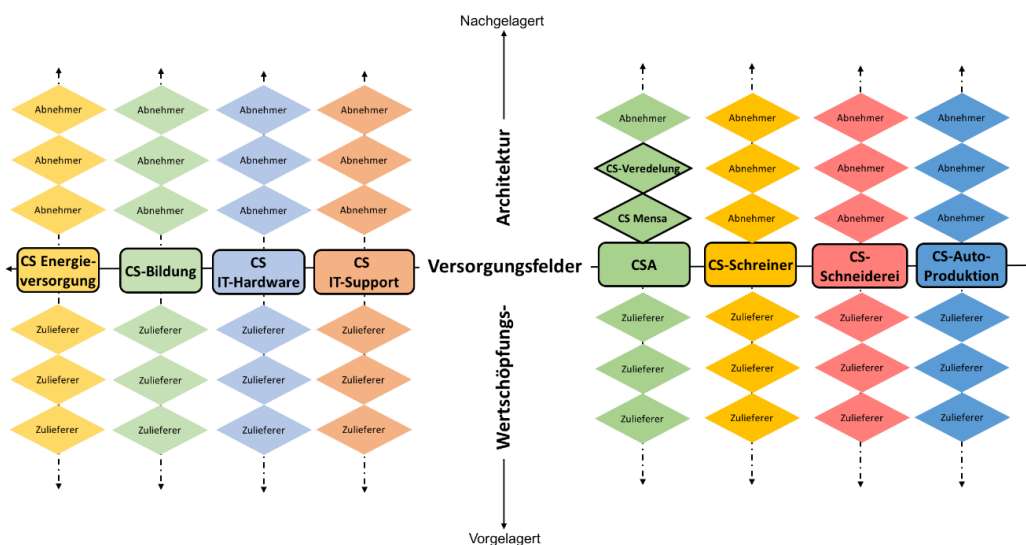 Nachgelagert
Abnehmer Abnehmer Abnehmer Abnehmer Abnehmer Abnehmer Abnehmer Abnehmer
Abnehmer Abnehmer Abnehmer Abnehmer CS-Veredelung Abnehmer Abnehmer Abnehmer
Abnehmer Abnehmer Abnehmer Abnehmer CS Mensa Abnehmer Abnehmer Abnehmer
Architektur
CS Energie-
versorgung
CS-Bildung
CS
IT-Hardware
CS
IT-Support
Versorgungsfelder
CSA
CS-Schreiner
CS-
Schneiderei
CS-Auto-
Produktion
Zulieferer Zulieferer Zulieferer Zulieferer Zulieferer Zulieferer Zulieferer Zulieferer
Zulieferer Zulieferer Zulieferer Zulieferer Zulieferer Zulieferer Zulieferer Zulieferer
Zulieferer Zulieferer Zulieferer Zulieferer Zulieferer Zulieferer Zulieferer Zulieferer
Wertschöpfungs-
Vorgelagert